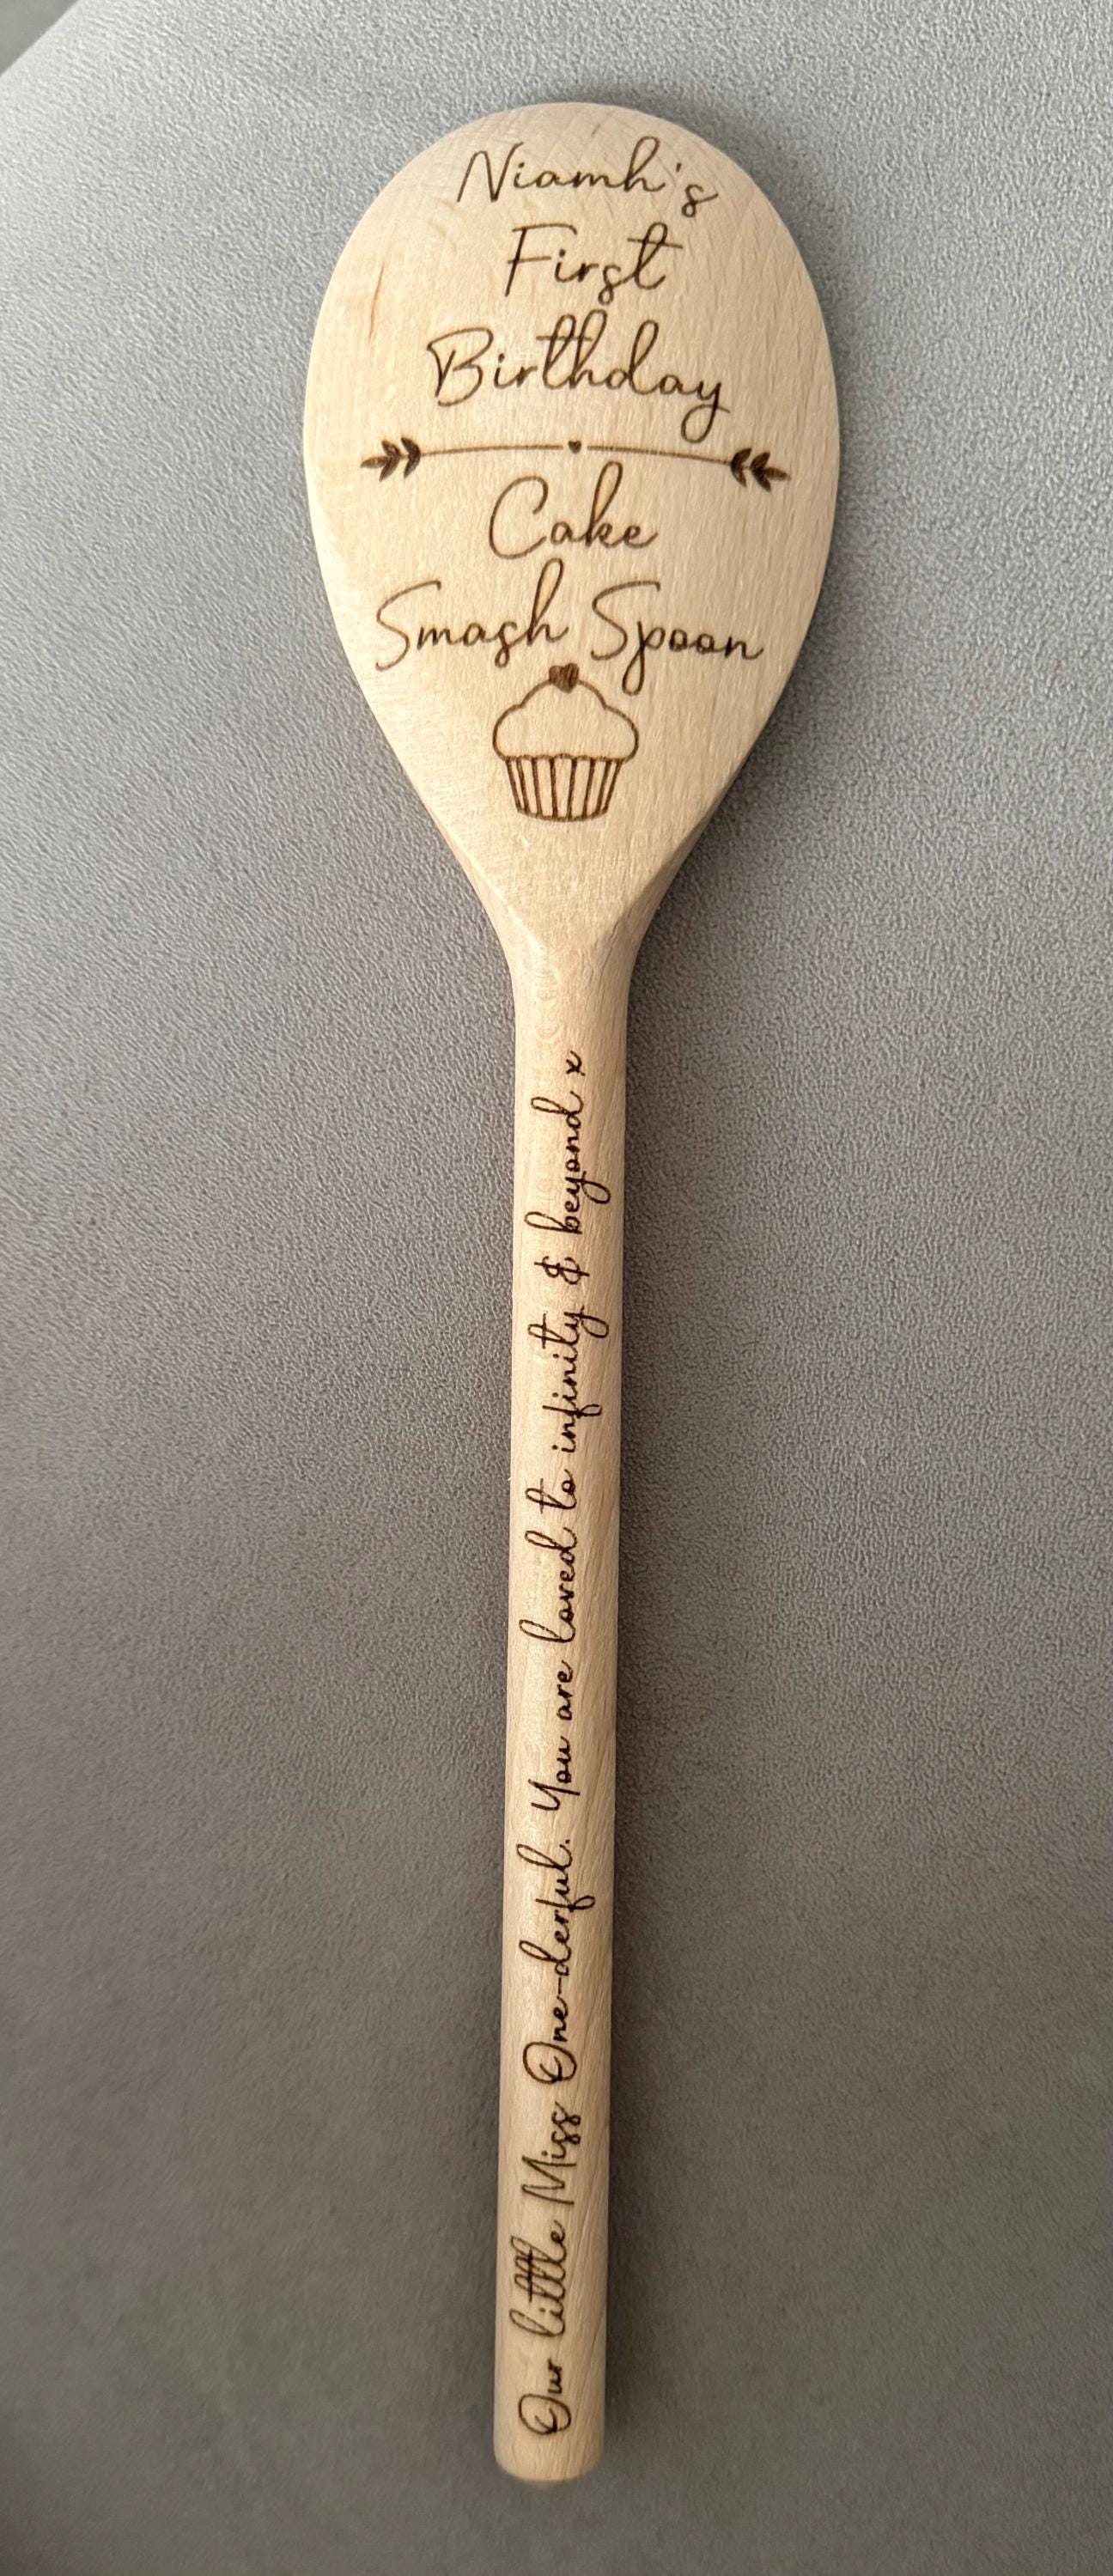 Niamh's
First
Birthday
Cake
Smash Spoon
Our little Miss One-derful. You are loved to infinity & beyond x